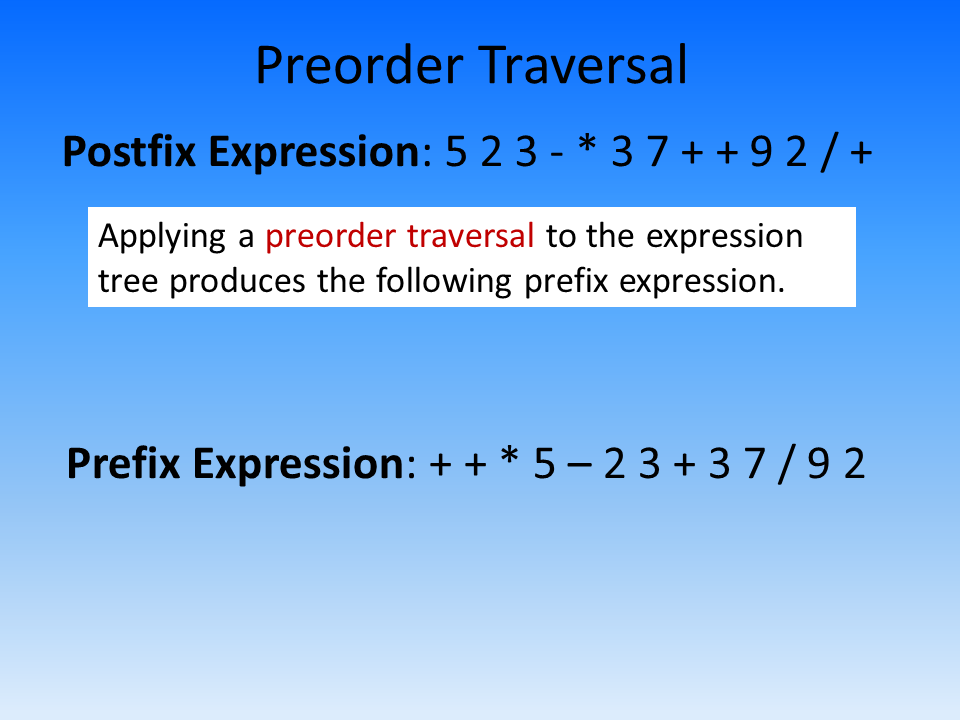 Preorder Traversal
Postfix Expression: 5 2 3 - * 3 7 + + 9 2 / +
Applying a preorder traversal to the expression
tree produces the following prefix expression.
Prefix Expression: + + * 5 – 2 3 + 3 7 / 9 2